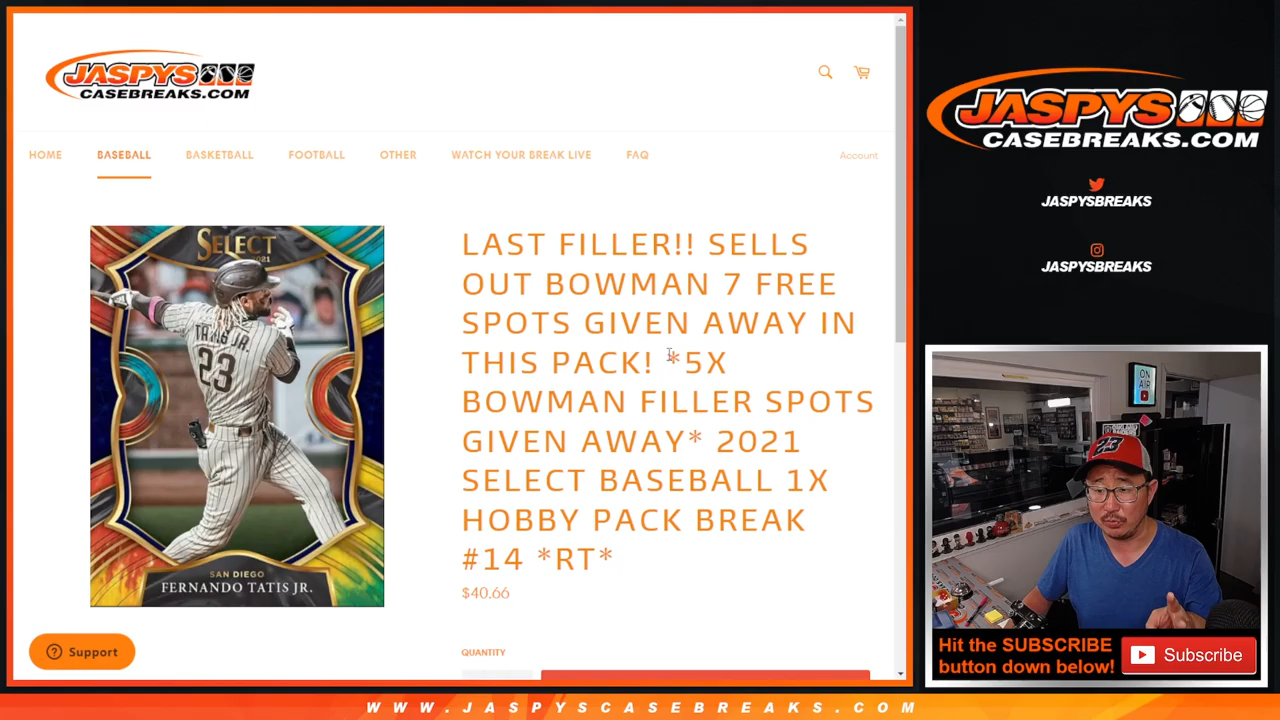 JASPYS
CASEBREAKS.COM
HOME
BASEBALL
BASKETBALL
FOOTBALL
OTHER
WATCH YOUR BREAK LIVE
FAQ
Account
SELECT
2021
TATIS JR.
23
SAN DIEGO
FERNANDO TATIS JR.
LAST FILLER!! SELLS
OUT BOWMAN 7 FREE
SPOTS GIVEN AWAY IN
THIS PACK! *5X
BOWMAN FILLER SPOTS
GIVEN AWAY* 2021
SELECT BASEBALL 1X
HOBBY PACK BREAK
#14 *RT*
$40.66
QUANTITY
Support
JASPYS
CASEBREAKS.COM
JASPYSBREAKS
JASPYSBREAKS
ON
AIR
23
Hit the SUBSCRIBE
button down below!
Subscribe
WWW.JASPYSCASEBREAKS.COM